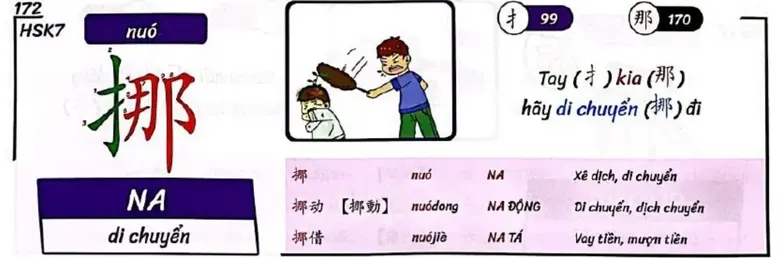 172
HSK7
nuó
挪
NA
di chuyển
扌 99
那 170
Tay (扌) kia (那)
hãy di chuyển (挪) đi
挪 nuó NA Xê dịch, di chuyển
挪动 【挪動】 nuódong NA ĐỘNG Di chuyển, dịch chuyển
挪借 nuójiè NA TÁ Vay tiền, mượn tiền